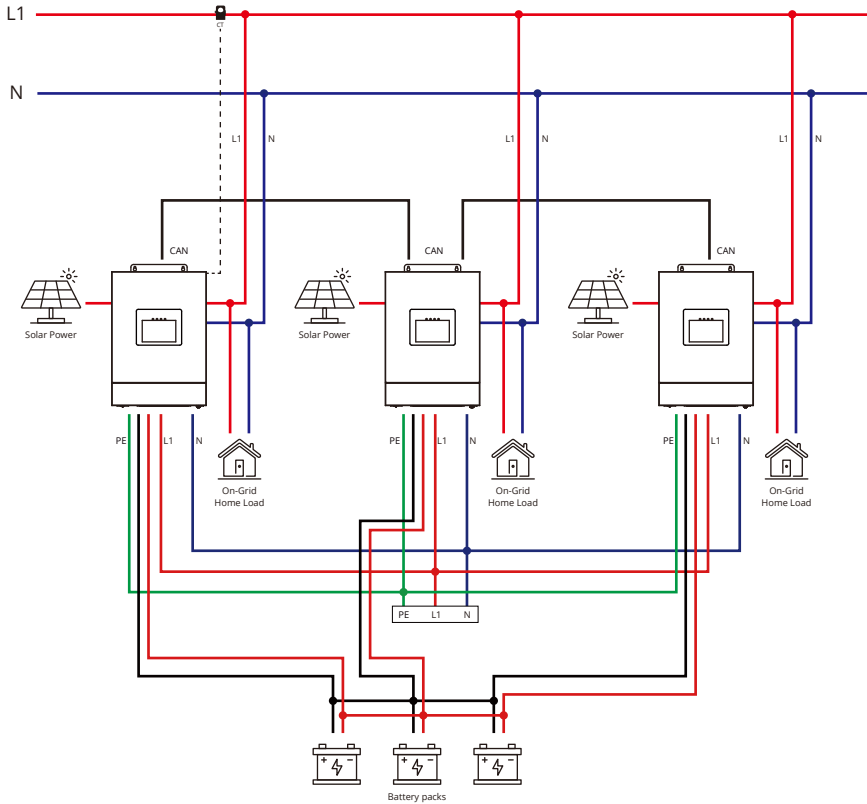 L1
CT
N
L1
N
L1
N
L1
N
CAN
CAN
CAN
Solar Power
Solar Power
Solar Power
PE
L1
N
PE
L1
N
PE
L1
N
On-Grid
Home Load
On-Grid
Home Load
On-Grid
Home Load
PE
L1
N
+ −
+ −
+ −
Battery packs